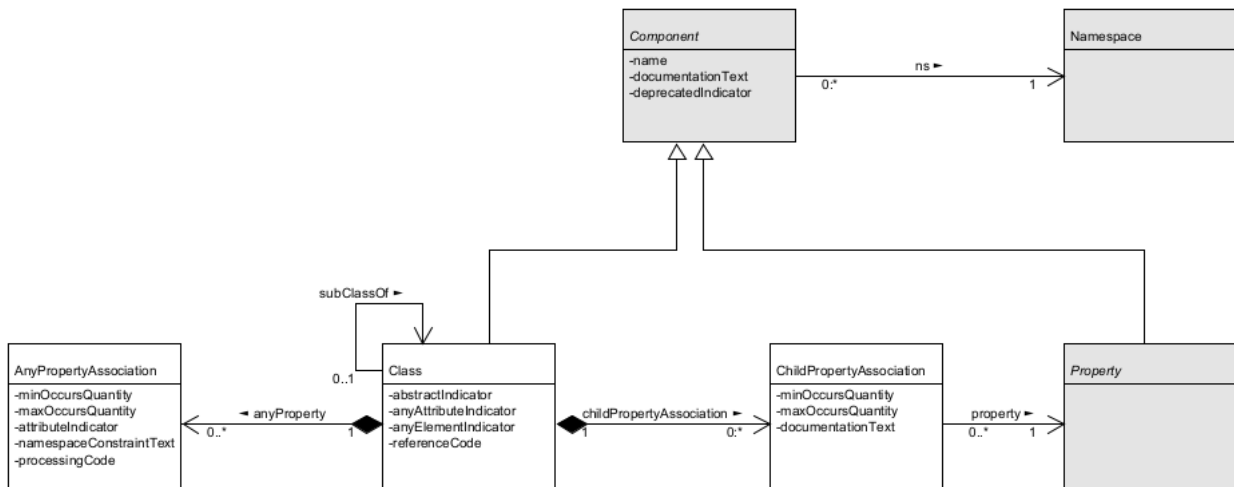 Component
-name
-documentationText
-deprecatedIndicator
ns ►
0:*
1
Namespace
subClassOf ►
0..1
AnyPropertyAssociation
-minOccursQuantity
-maxOccursQuantity
-attributeIndicator
-namespaceConstraintText
-processingCode
◄ anyProperty
0..*
1
Class
-abstractIndicator
-anyAttributeIndicator
-anyElementIndicator
-referenceCode
childPropertyAssociation ►
1
0:*
ChildPropertyAssociation
-minOccursQuantity
-maxOccursQuantity
-documentationText
property ►
0..*
1
Property